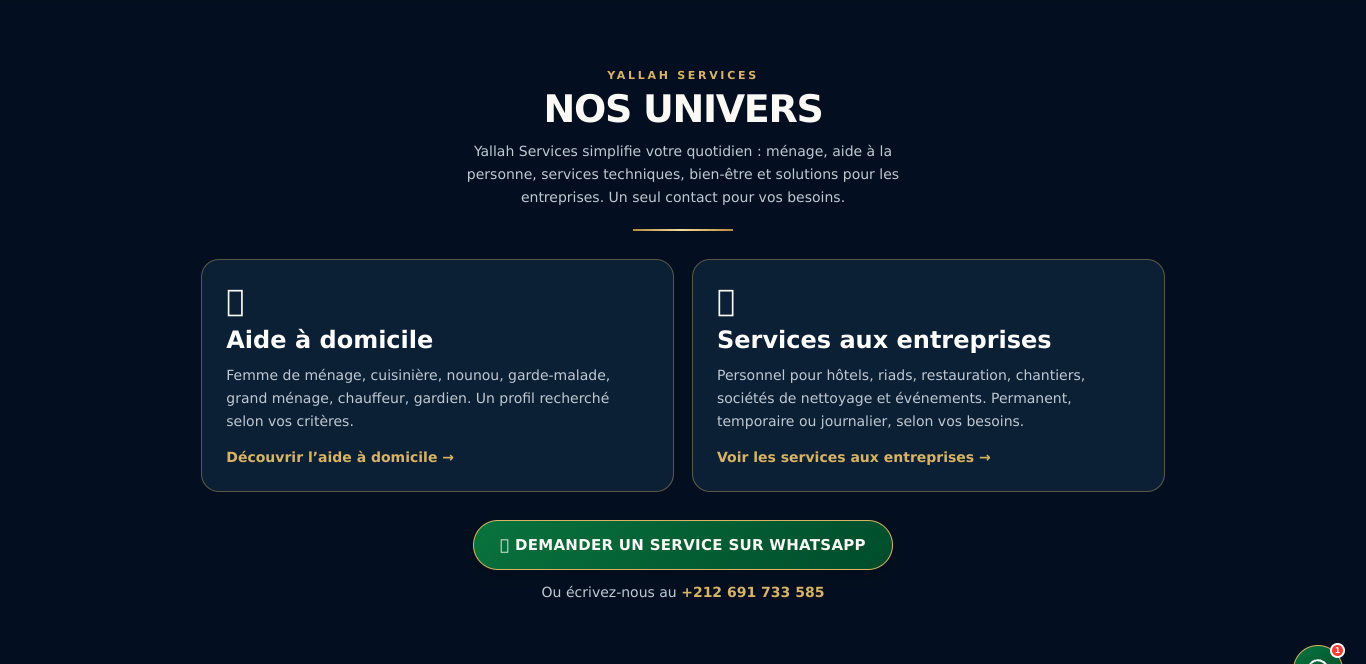 YALLAH SERVICES
NOS UNIVERS
Yallah Services simplifie votre quotidien : ménage, aide à la
personne, services techniques, bien-être et solutions pour les
entreprises. Un seul contact pour vos besoins.
Aide à domicile
Femme de ménage, cuisinière, nounou, garde-malade,
grand ménage, chauffeur, gardien. Un profil recherché
selon vos critères.
Découvrir l’aide à domicile →
Services aux entreprises
Personnel pour hôtels, riads, restauration, chantiers,
sociétés de nettoyage et événements. Permanent,
temporaire ou journalier, selon vos besoins.
Voir les services aux entreprises →
DEMANDER UN SERVICE SUR WHATSAPP
Ou écrivez-nous au +212 691 733 585
1